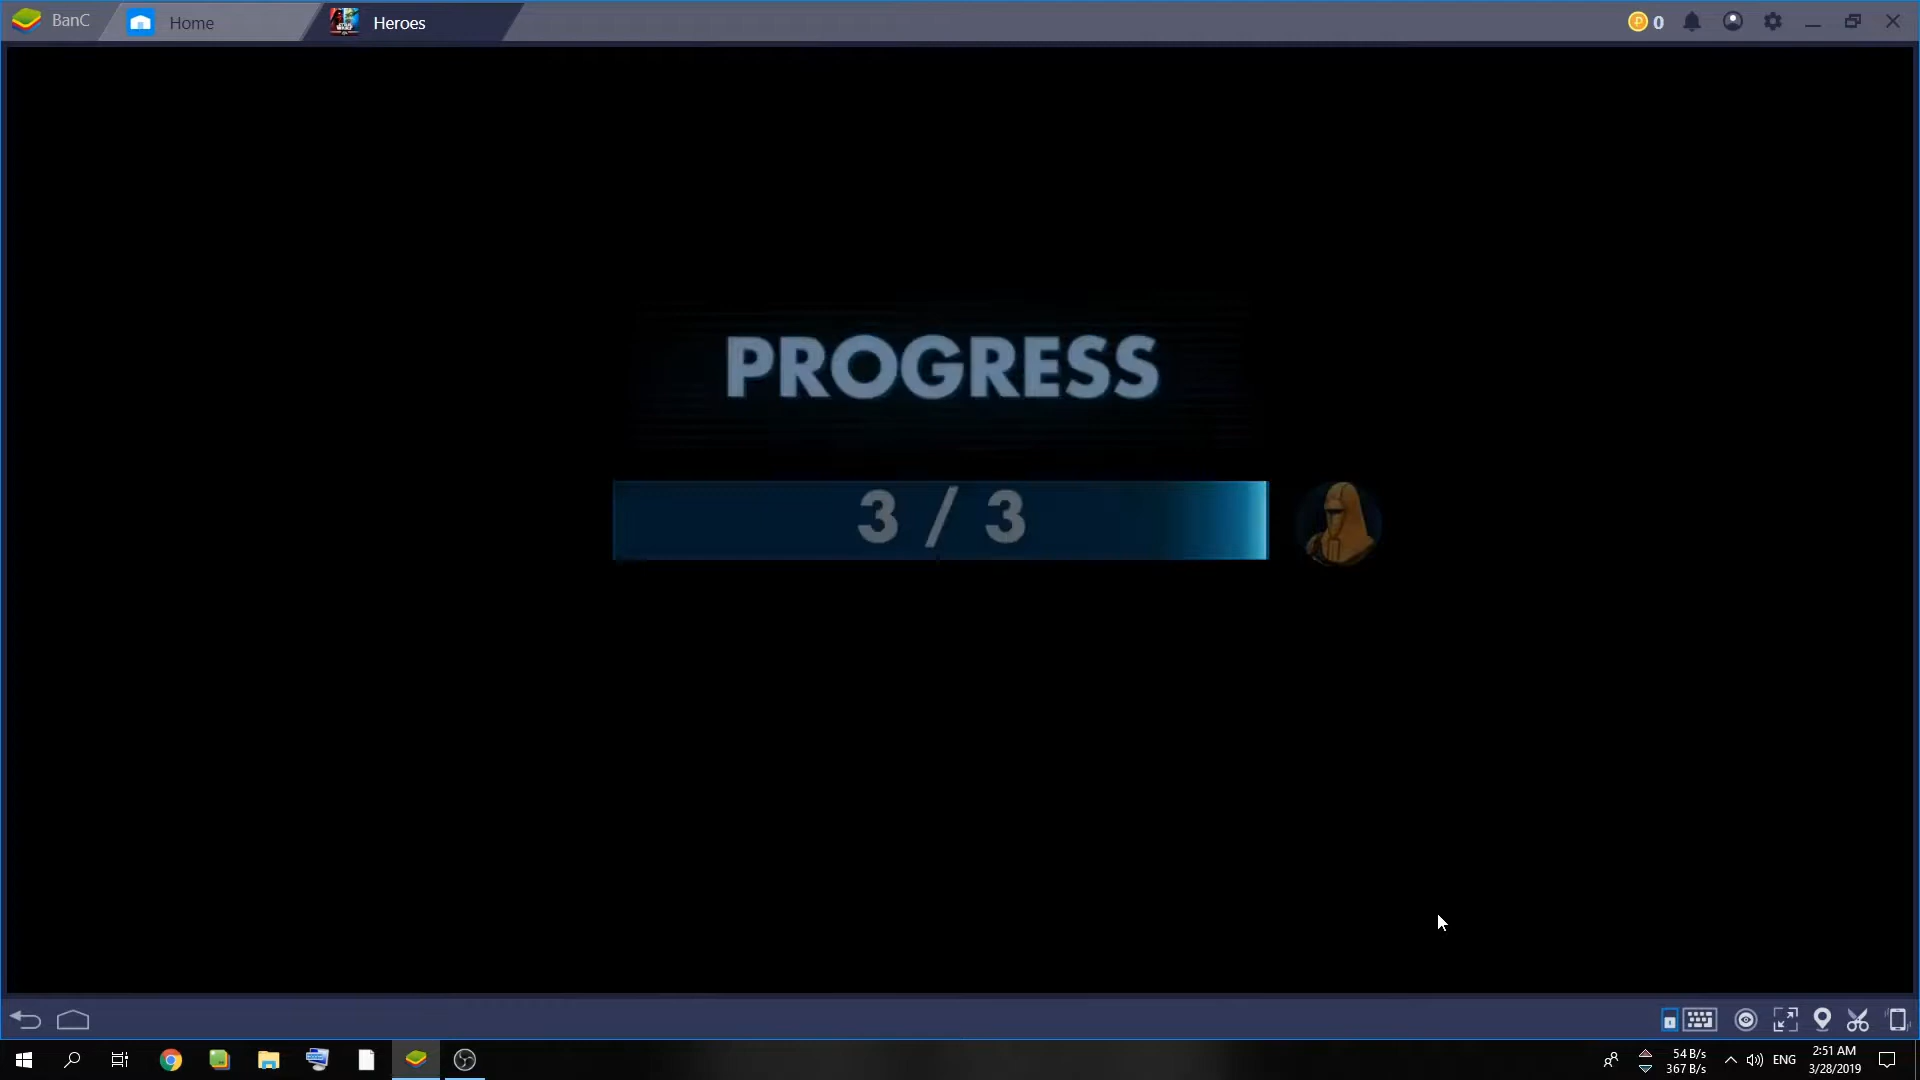 BanC
Home
Heroes
0
PROGRESS
3 / 3
54 B/s
367 B/s
ENG
2:51 AM
3/28/2019